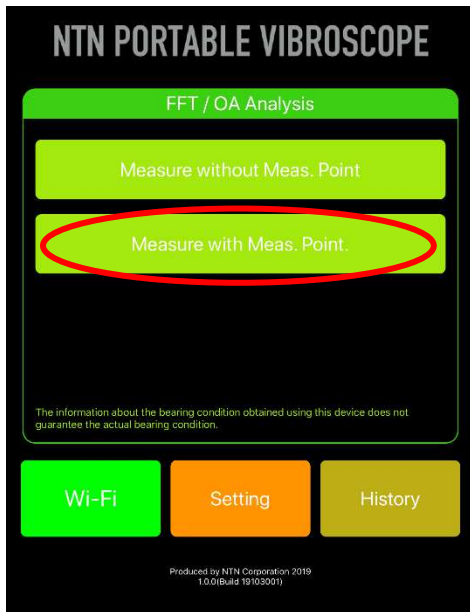 NTN PORTABLE VIBROSCOPE
FFT / OA Analysis
Measure without Meas. Point
Measure with Meas. Point.
The information about the bearing condition obtained using this device does not
guarantee the actual bearing condition.
Wi-Fi
Setting
History
Produced by NTN Corporation 2019
1.0.0(Build 19103001)